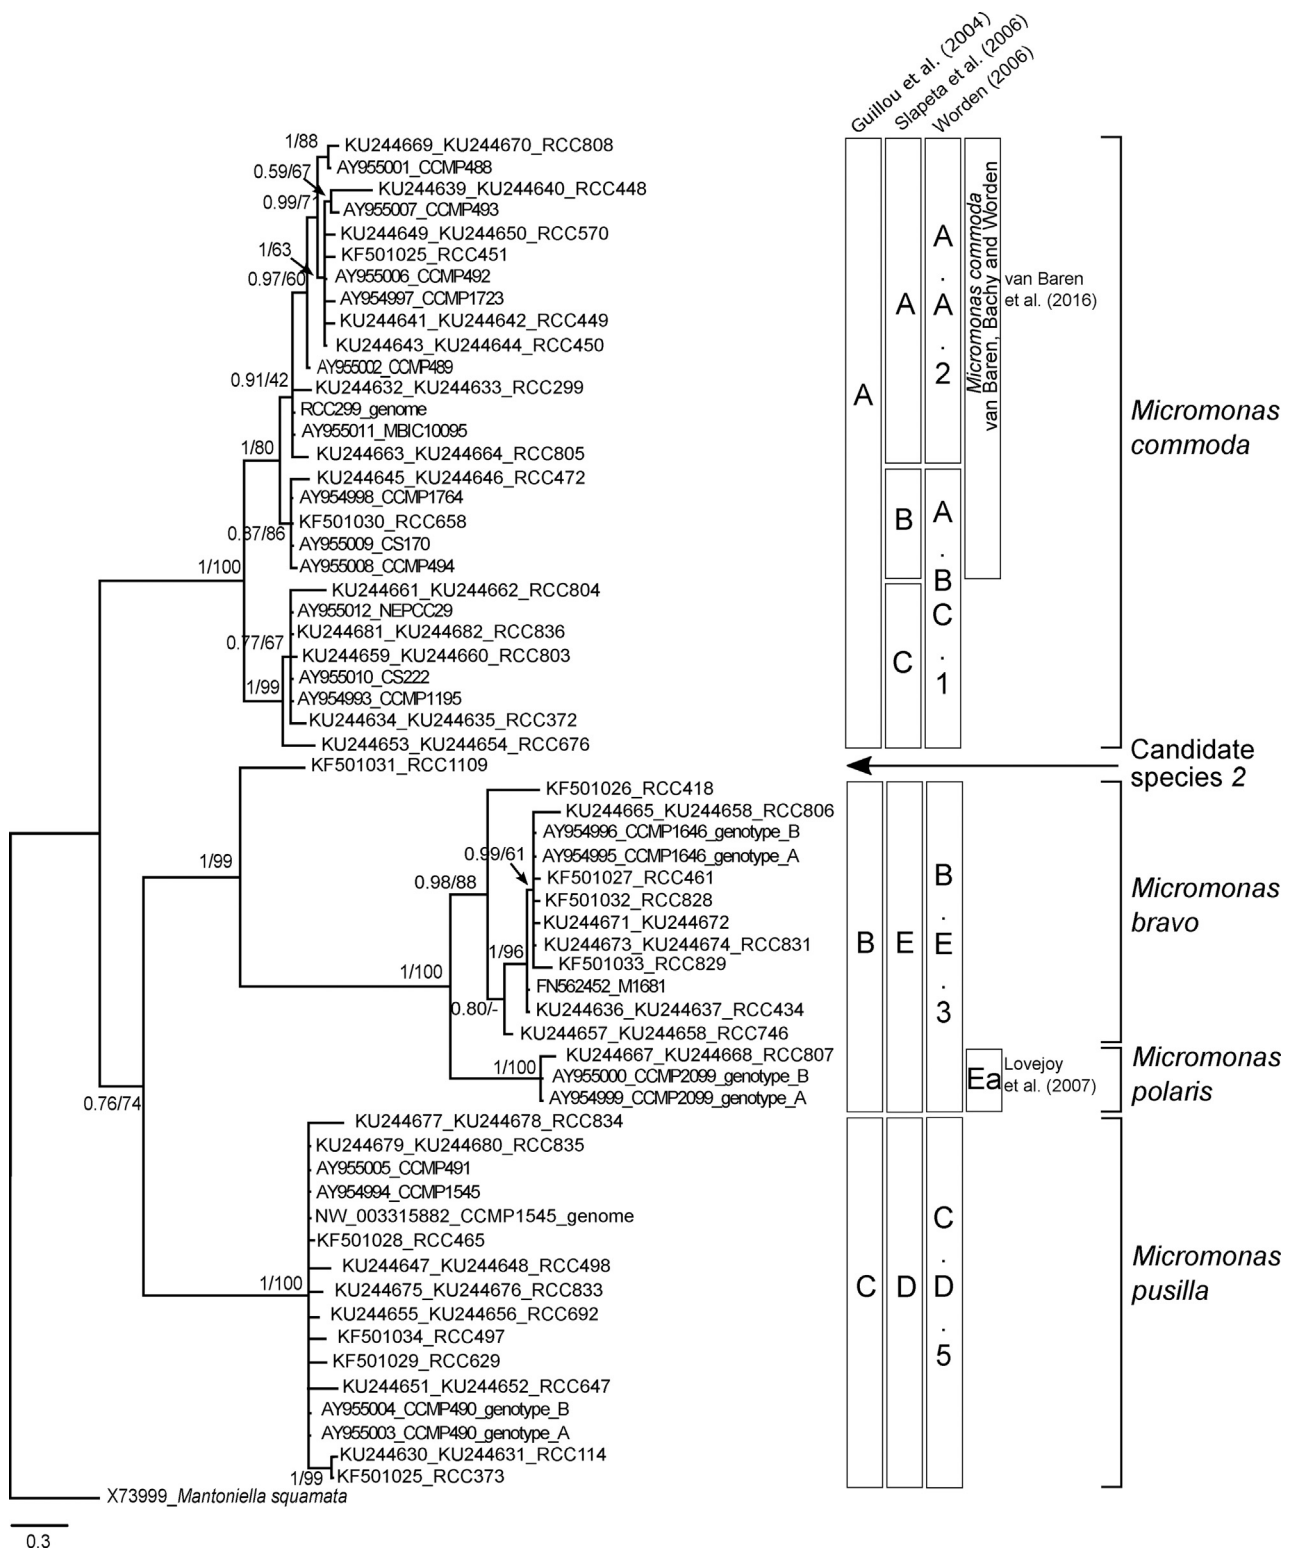 Guillou et al. (2004)
Slapeta et al. (2006)
Worden (2006)
1/88
KU244669_KU244670_RCC808
AY955001_CCMP488
0.59/67
KU244639_KU244640_RCC448
0.99/71
AY955007_CCMP493
KU244649_KU244650_RCC570
1/63
KF501025_RCC451
AY955006_CCMP492
0.97/60
AY954997_CCMP1723
KU244641_KU244642_RCC449
KU244643_KU244644_RCC450
AY955002_CCMP489
0.91/42
KU244632_KU244633_RCC299
RCC299_genome
AY955011_MBIC10095
1/80
KU244663_KU244664_RCC805
KU244645_KU244646_RCC472
AY954998_CCMP1764
KF501030_RCC658
0.87/86
AY955009_CS170
AY955008_CCMP494
1/100
KU244661_KU244662_RCC804
AY955012_NEPCC29
KU244681_KU244682_RCC836
0.77/67
KU244659_KU244660_RCC803
AY955010_CS222
1/99
AY954993_CCMP1195
KU244634_KU244635_RCC372
KU244653_KU244654_RCC676
KF501031_RCC1109
KF501026_RCC418
KU244665_KU244658_RCC806
AY954996_CCMP1646_genotype_B
0.99/61
AY954995_CCMP1646_genotype_A
1/99
KF501027_RCC461
0.98/88
KF501032_RCC828
KU244671_KU244672
KU244673_KU244674_RCC831
1/96
KF501033_RCC829
1/100
FN562452_M1681
0.80/-
KU244636_KU244637_RCC434
KU244657_KU244658_RCC746
KU244667_KU244668_RCC807
1/100
AY955000_CCMP2099_genotype_B
AY954999_CCMP2099_genotype_A
0.76/74
KU244677_KU244678_RCC834
KU244679_KU244680_RCC835
AY955005_CCMP491
AY954994_CCMP1545
NW_003315882_CCMP1545_genome
KF501028_RCC465
KU244647_KU244648_RCC498
1/100
KU244675_KU244676_RCC833
KU244655_KU244656_RCC692
KF501034_RCC497
KF501029_RCC629
KU244651_KU244652_RCC647
AY955004_CCMP490_genotype_B
AY955003_CCMP490_genotype_A
KU244630_KU244631_RCC114
1/99
KF501025_RCC373
X73999_Mantoniella squamata
0.3
A
A
B
C
A
.
A
.
2
A
.
B
C
.
1
Micromonas commoda
van Baren, Bachy and Worden
van Baren
et al. (2016)
Micromonas
commoda
Candidate
species 2
B
E
B
.
E
.
3
Micromonas
bravo
Ea
Lovejoy
et al. (2007)
Micromonas
polaris
C
D
C
.
D
.
5
Micromonas
pusilla